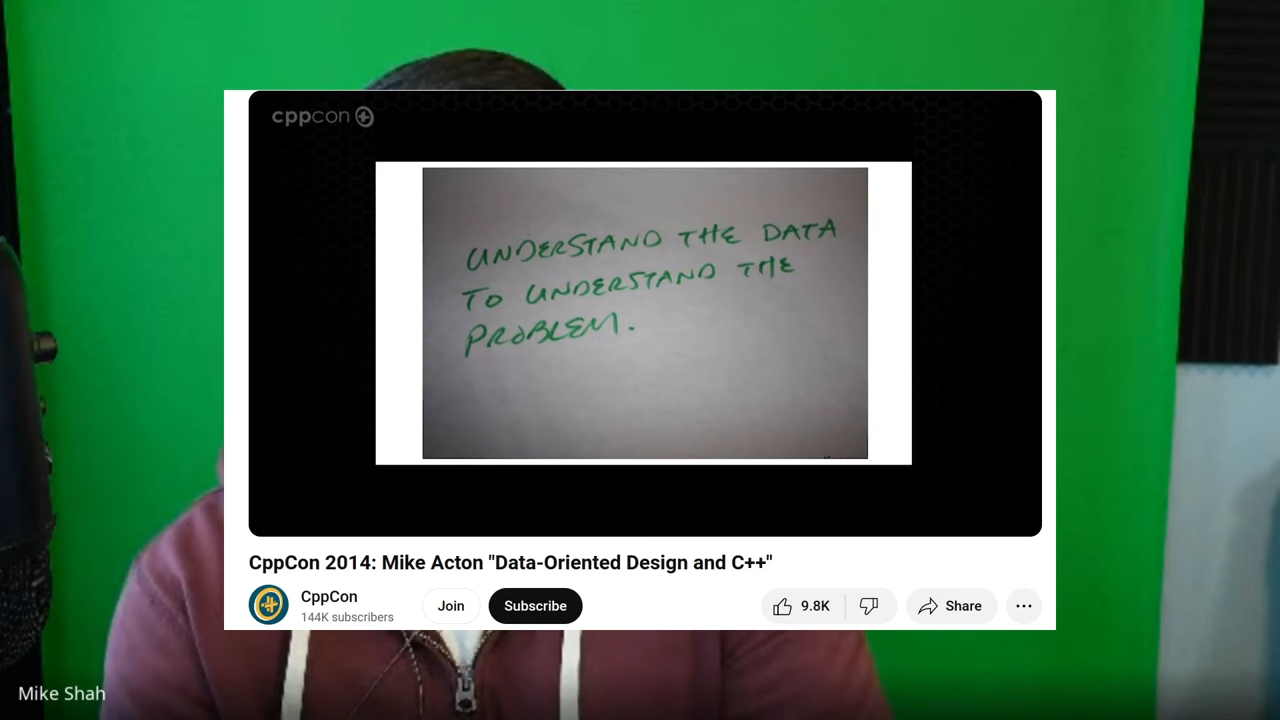 cppcon
UNDERSTAND THE DATA
TO UNDERSTAND THE
PROBLEM.
CppCon 2014: Mike Acton "Data-Oriented Design and C++"
CppCon
144K subscribers
Join
Subscribe
9.8K
Share
Mike Shah